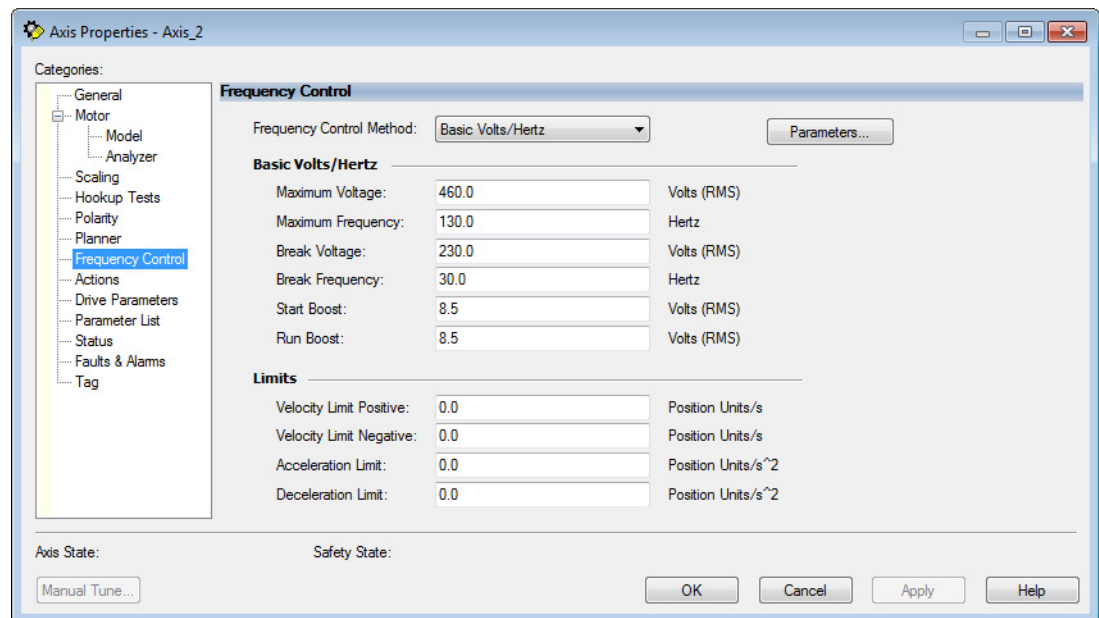 Axis Properties - Axis_2
Categories:
General
Motor
Model
Analyzer
Scaling
Hookup Tests
Polarity
Planner
Frequency Control
Actions
Drive Parameters
Parameter List
Status
Faults & Alarms
Tag
Frequency Control
Frequency Control Method: Basic Volts/Hertz Parameters...
Basic Volts/Hertz
Maximum Voltage: 460.0 Volts (RMS)
Maximum Frequency: 130.0 Hertz
Break Voltage: 230.0 Volts (RMS)
Break Frequency: 30.0 Hertz
Start Boost: 8.5 Volts (RMS)
Run Boost: 8.5 Volts (RMS)
Limits
Velocity Limit Positive: 0.0 Position Units/s
Velocity Limit Negative: 0.0 Position Units/s
Acceleration Limit: 0.0 Position Units/s^2
Deceleration Limit: 0.0 Position Units/s^2
Axis State: Safety State:
Manual Tune... OK Cancel Apply Help